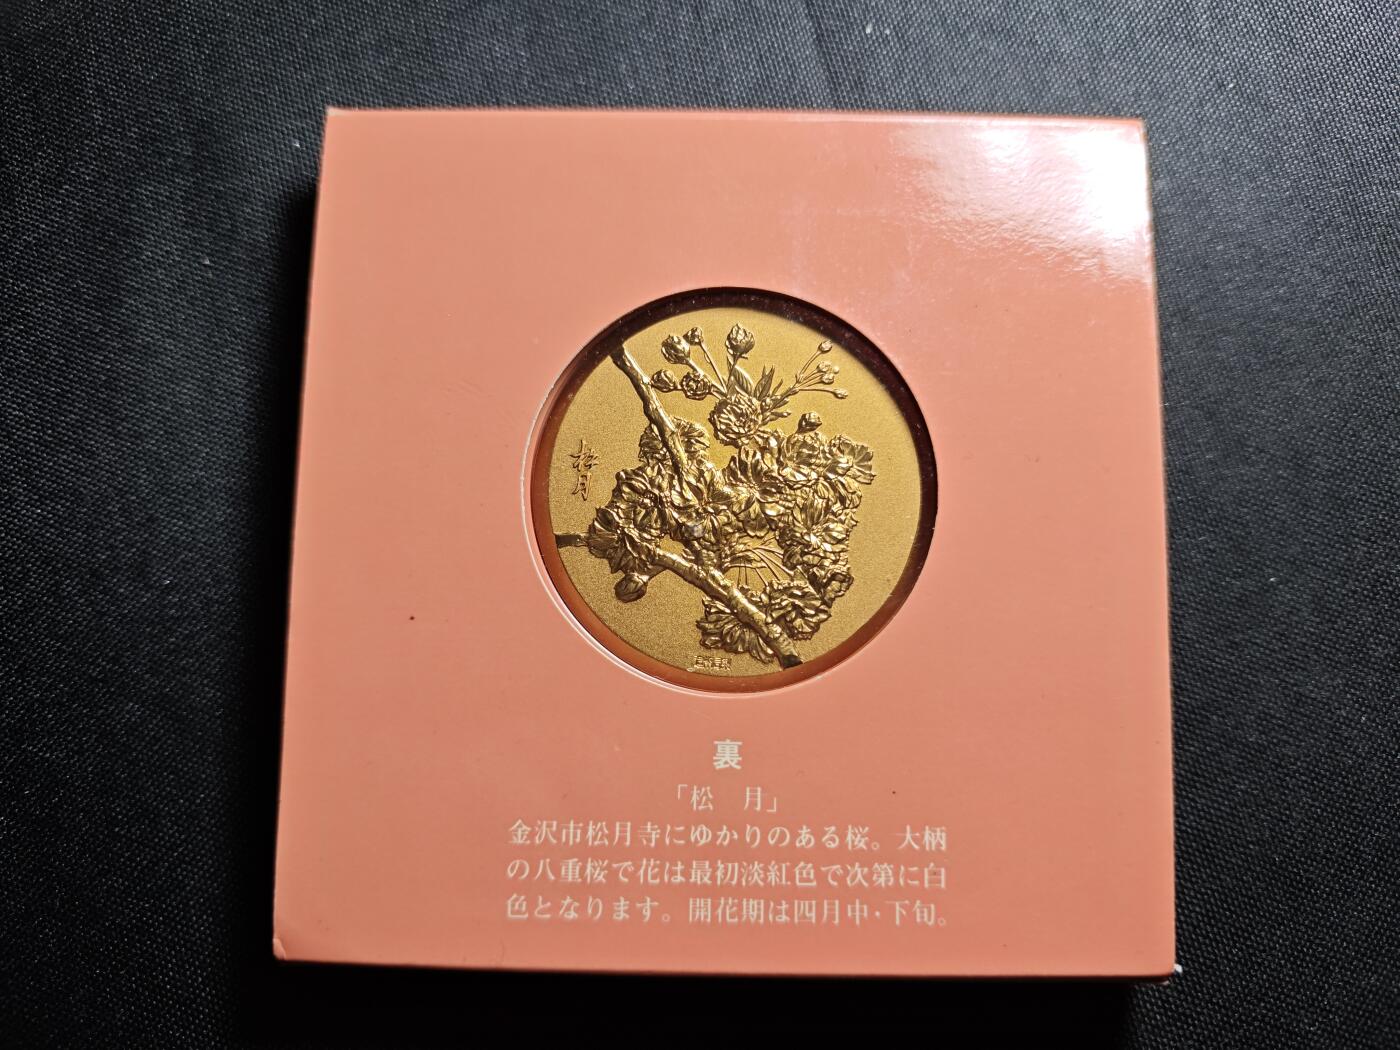 松月
裏
「松　月」
金沢市松月寺にゆかりのある桜。大柄
の八重桜で花は最初淡紅色で次第に白
色となります。開花期は四月中・下旬。